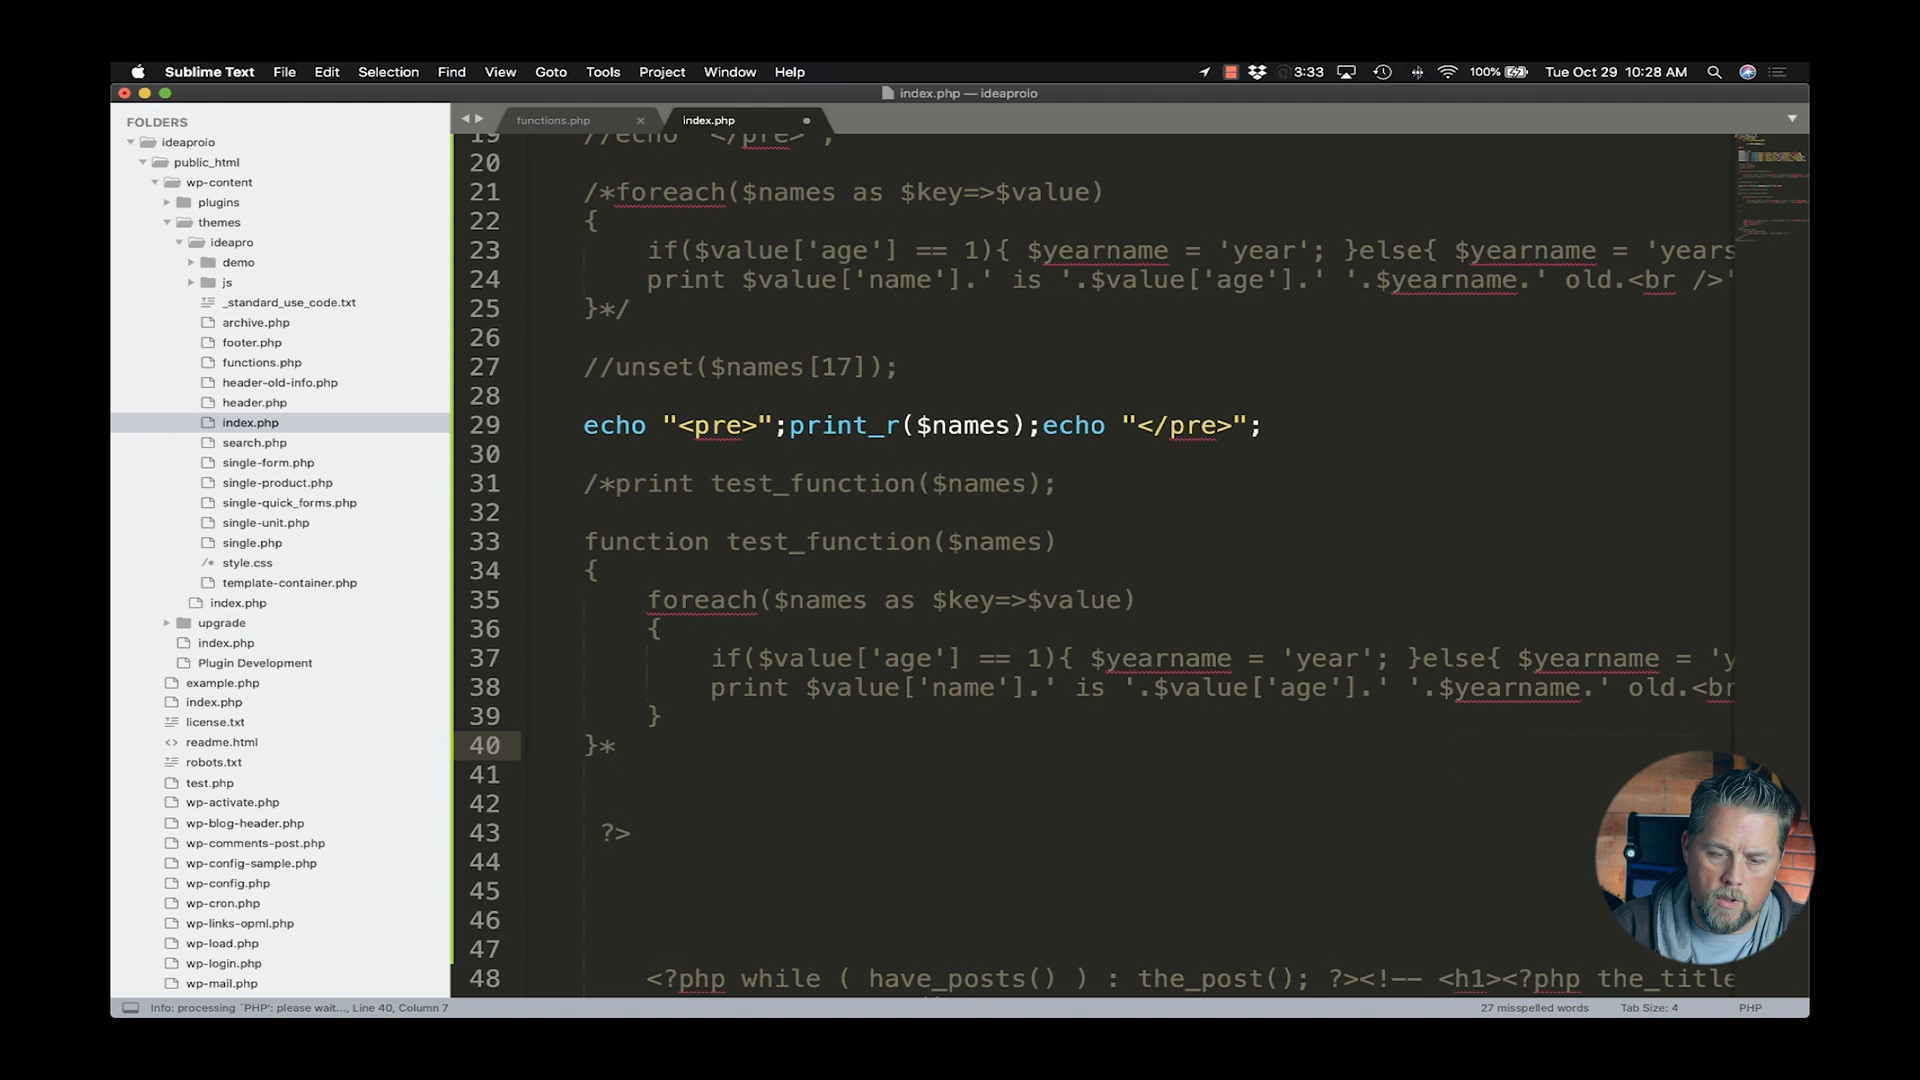 Sublime Text File Edit Selection Find View Goto Tools Project Window Help 3:33 100% Tue Oct 29 10:28 AM
index.php — ideaproio
FOLDERS
ideaproio
public_html
wp-content
plugins
themes
ideapro
demo
js
_standard_use_code.txt
archive.php
footer.php
functions.php
header-old-info.php
header.php
index.php
search.php
single-form.php
single-product.php
single-quick_forms.php
single-unit.php
single.php
/* style.css
template-container.php
index.php
upgrade
index.php
Plugin Development
example.php
index.php
license.txt
<> readme.html
robots.txt
test.php
wp-activate.php
wp-blog-header.php
wp-comments-post.php
wp-config-sample.php
wp-config.php
wp-cron.php
wp-links-opml.php
wp-load.php
wp-login.php
wp-mail.php
functions.php × index.php
19 //echo "</pre>";
20
21 /*foreach($names as $key=>$value)
22 {
23 if($value['age'] == 1){ $yearname = 'year'; }else{ $yearname = 'years
24 print $value['name'].' is '.$value['age'].' '.$yearname.' old.<br />'
25 }*/
26
27 //unset($names[17]);
28
29 echo "<pre>";print_r($names);echo "</pre>";
30
31 /*print test_function($names);
32
33 function test_function($names)
34 {
35 foreach($names as $key=>$value)
36 {
37 if($value['age'] == 1){ $yearname = 'year'; }else{ $yearname = 'y
38 print $value['name'].' is '.$value['age'].' '.$yearname.' old.<br
39 }
40 }*
41
42
43 ?>
44
45
46
47
48 <?php while ( have_posts() ) : the_post(); ?><!-- <h1><?php the_title
Info: processing `PHP': please wait..., Line 40, Column 7 27 misspelled words Tab Size: 4 PHP